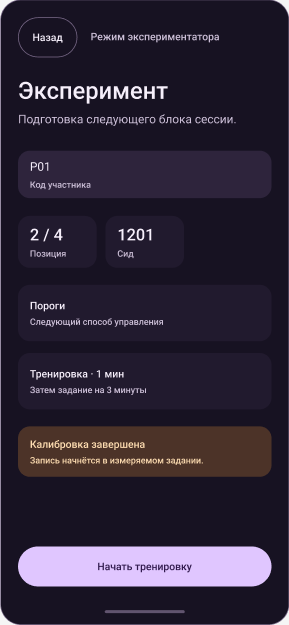 Назад
Режим экспериментатора
Эксперимент
Подготовка следующего блока сессии.
P01
Код участника
2 / 4
Позиция
1201
Сид
Пороги
Следующий способ управления
Тренировка · 1 мин
Затем задание на 3 минуты
Калибровка завершена
Запись начнётся в измеряемом задании.
Начать тренировку